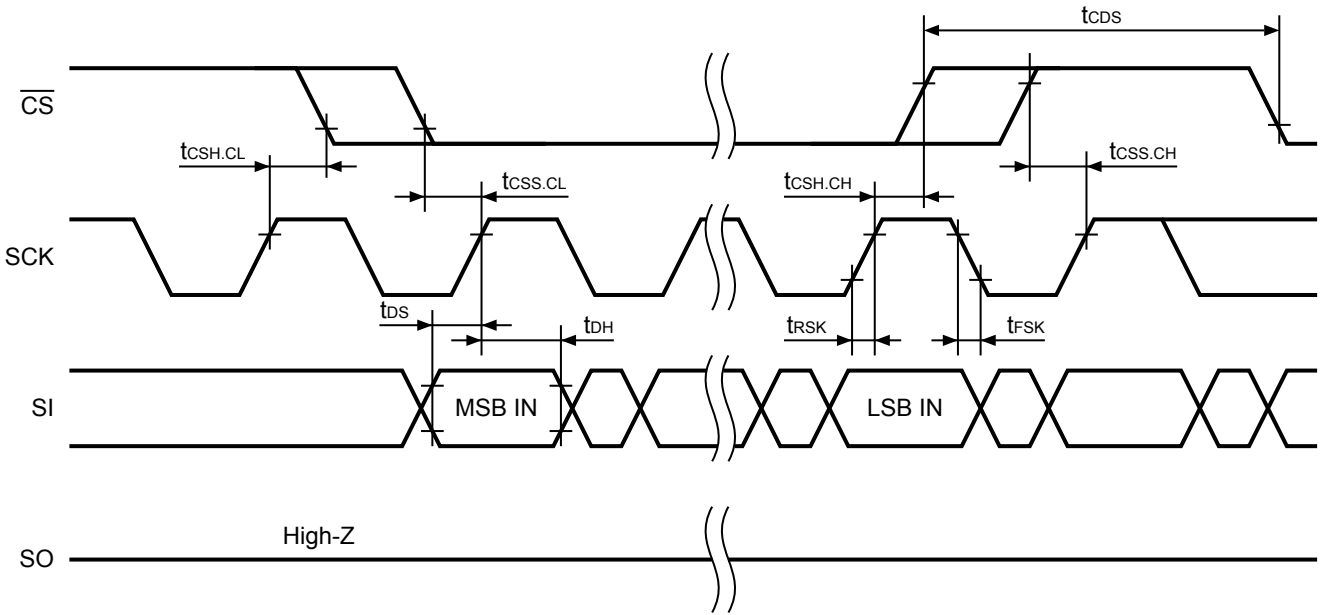 tCDS
CS
tCSH.CL
tCSS.CL
tCSH.CH
tCSS.CH
SCK
tDS
tDH
tRSK
tFSK
SI
MSB IN
LSB IN
High-Z
SO